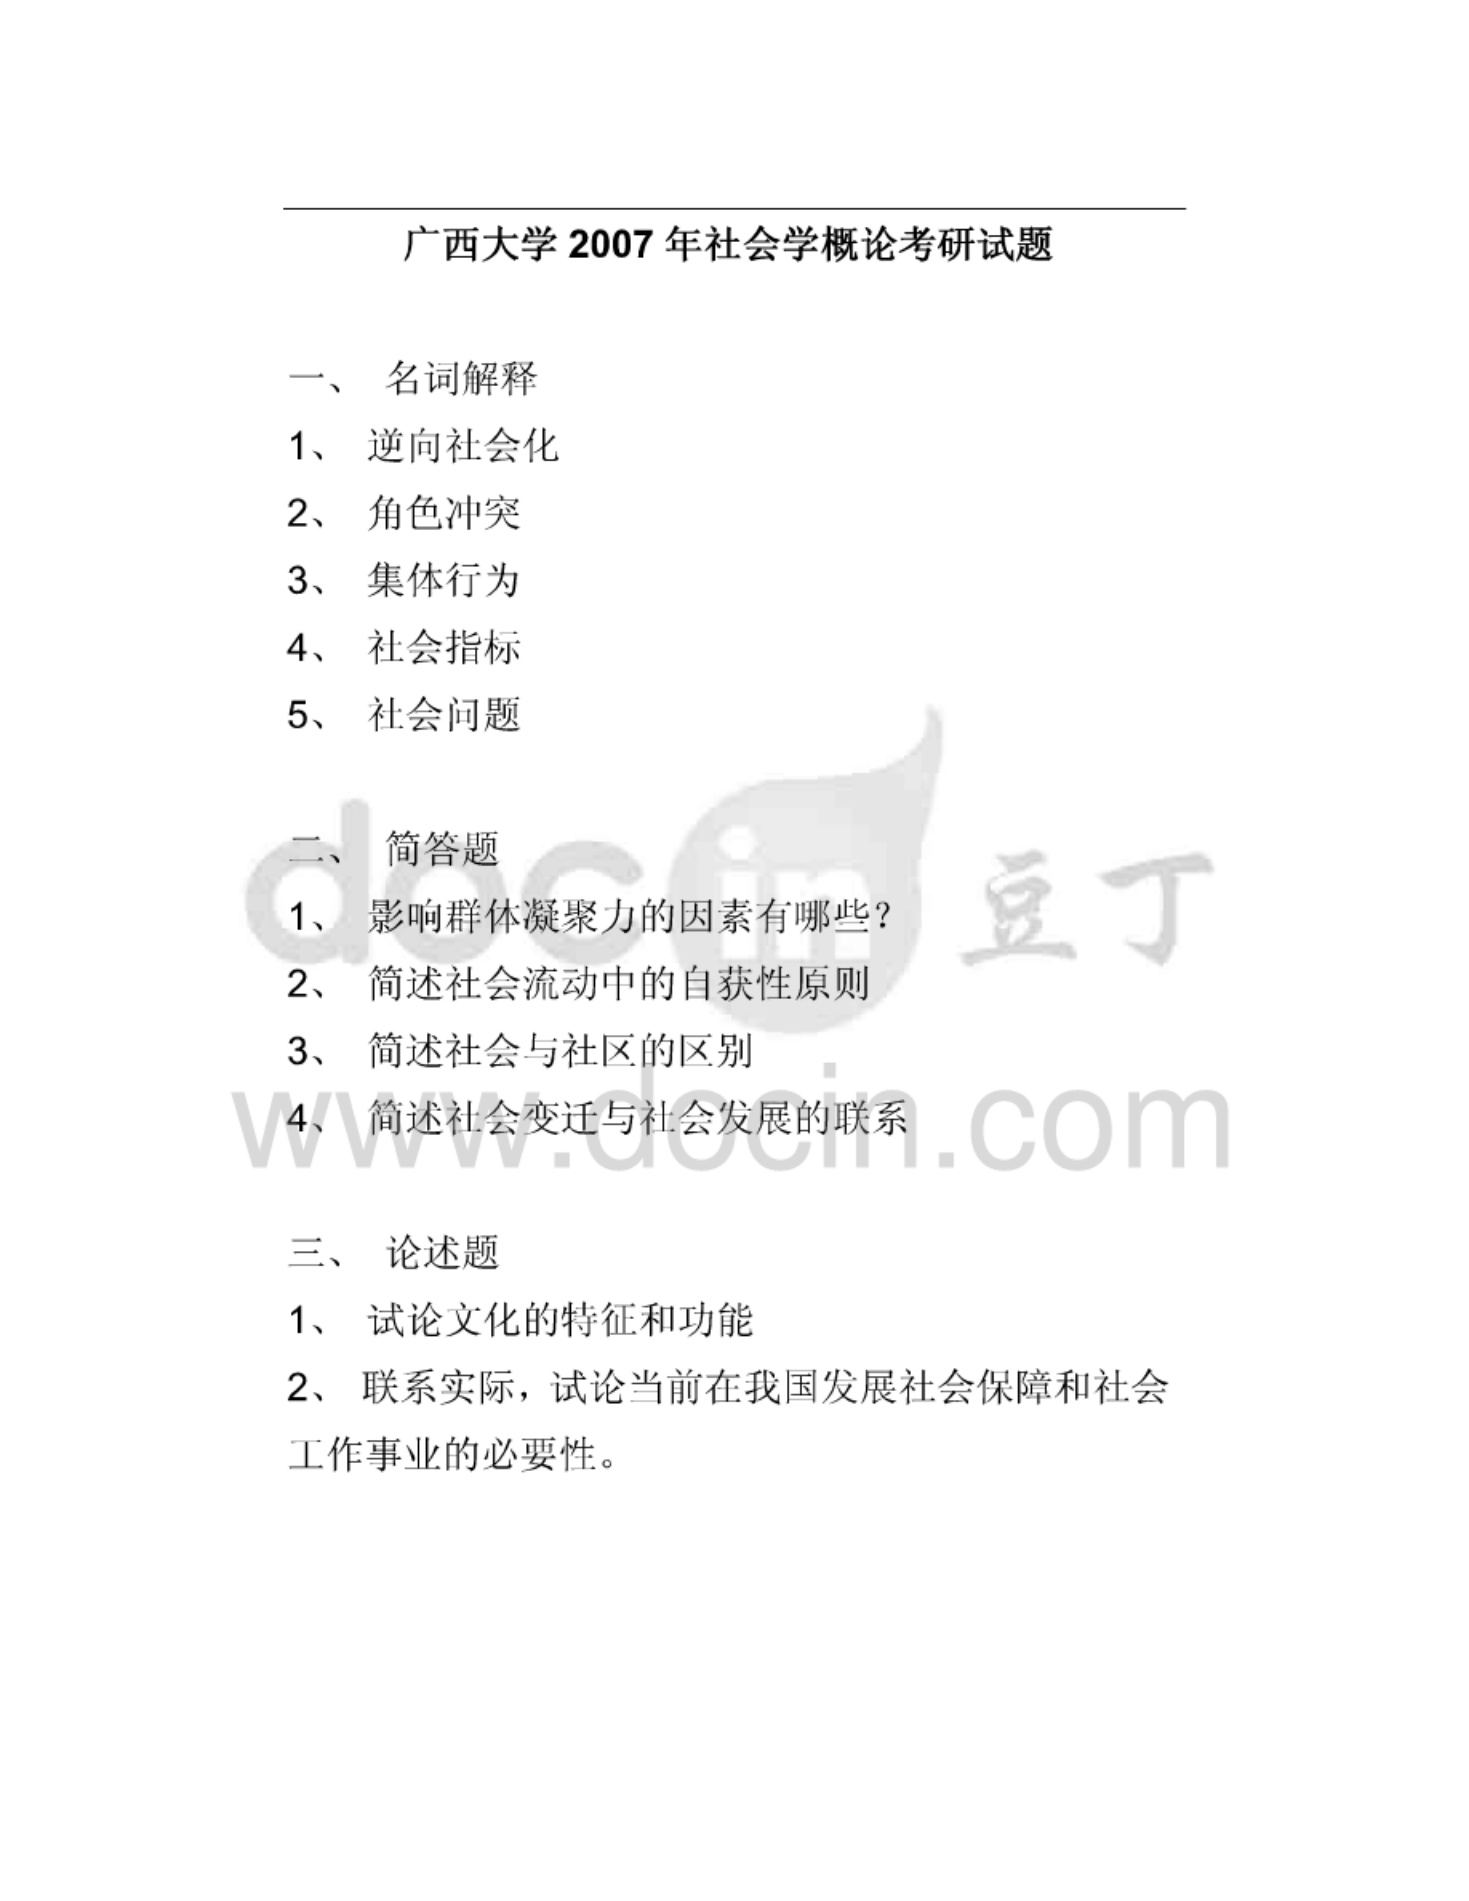 广西大学 2007 年社会学概论考研试题
一、 名词解释
1、 逆向社会化
2、 角色冲突
3、 集体行为
4、 社会指标
5、 社会问题
二、 简答题
1、 影响群体凝聚力的因素有哪些？
2、 简述社会流动中的自获性原则
3、 简述社会与社区的区别
4、 简述社会变迁与社会发展的联系
三、 论述题
1、 试论文化的特征和功能
2、 联系实际，试论当前在我国发展社会保障和社会
工作事业的必要性。
docin 豆丁
www.docin.com